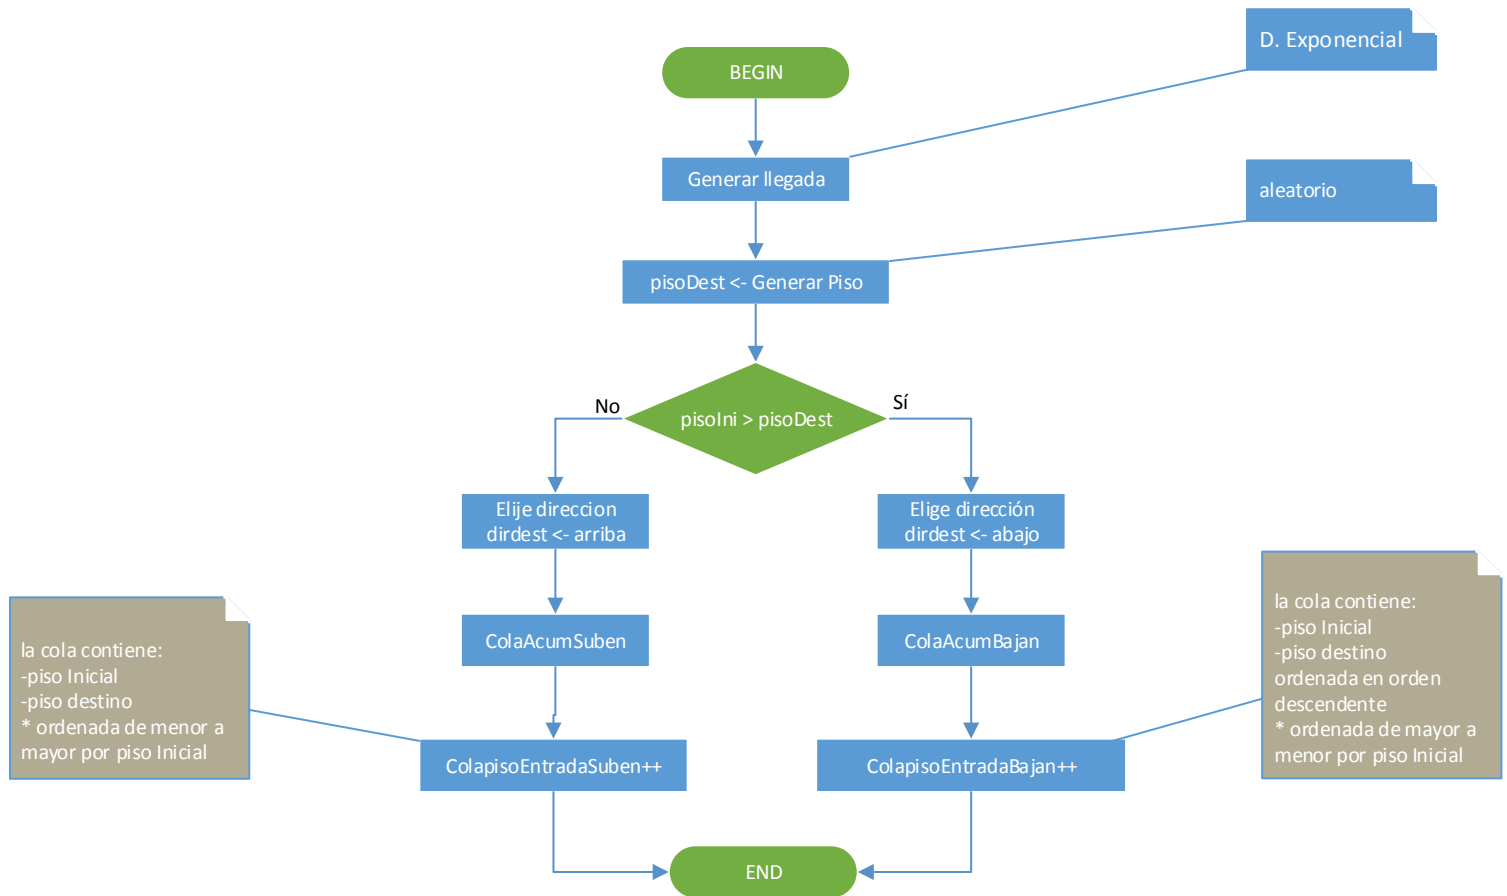 D. Exponencial
BEGIN
Generar llegada
aleatorio
pisoDest <- Generar Piso
No
Sí
pisoIni > pisoDest
Elije direccion
dirdest <- arriba
Elige dirección
dirdest <- abajo
ColaAcumSuben
ColaAcumBajan
la cola contiene:
-piso Inicial
-piso destino
* ordenada de menor a
mayor por piso Inicial
la cola contiene:
-piso Inicial
-piso destino
ordenada en orden
descendente
* ordenada de mayor a
menor por piso Inicial
ColapisoEntradaSuben++
ColapisoEntradaBajan++
END